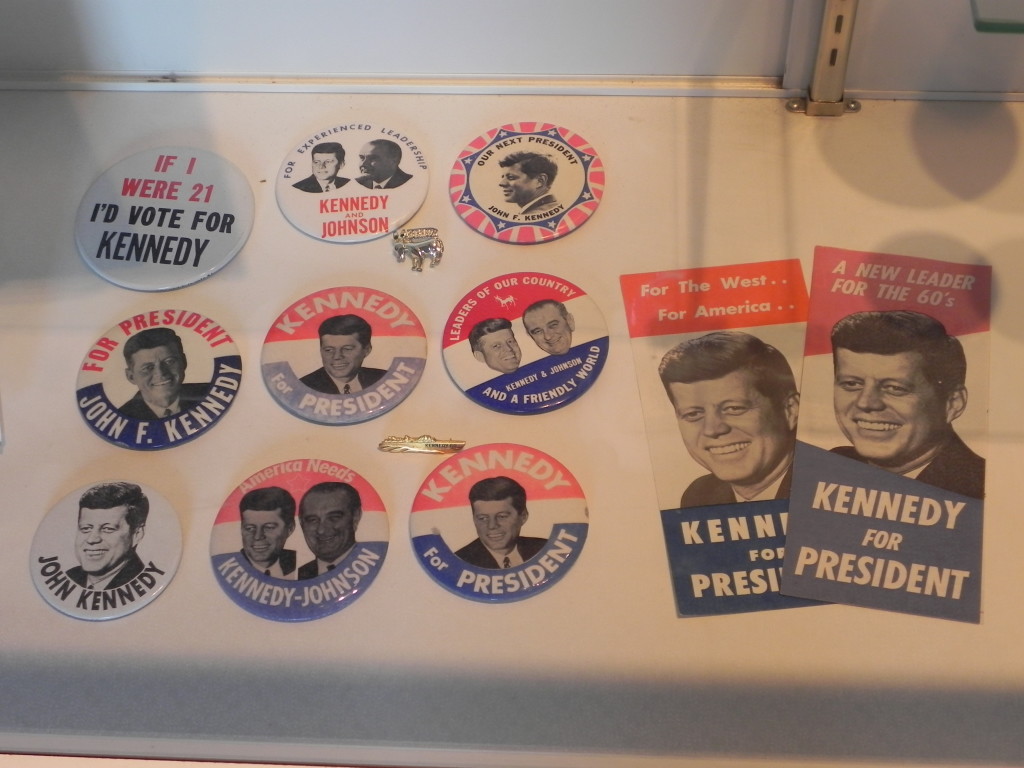 IF I
WERE 21
I'D VOTE FOR
KENNEDY
FOR EXPERIENCED LEADERSHIP
KENNEDY
AND
JOHNSON
OUR NEXT PRESIDENT
JOHN F. KENNEDY
FOR PRESIDENT
JOHN F. KENNEDY
KENNEDY
For PRESIDENT
LEADERS OF OUR COUNTRY
KENNEDY & JOHNSON
AND A FRIENDLY WORLD
JOHN KENNEDY
America Needs
KENNEDY-JOHNSON
KENNEDY
For PRESIDENT
For The West . .
For America . .
KENN
FO
PRESI
A NEW LEADER
FOR THE 60's
KENNEDY
FOR
PRESIDENT